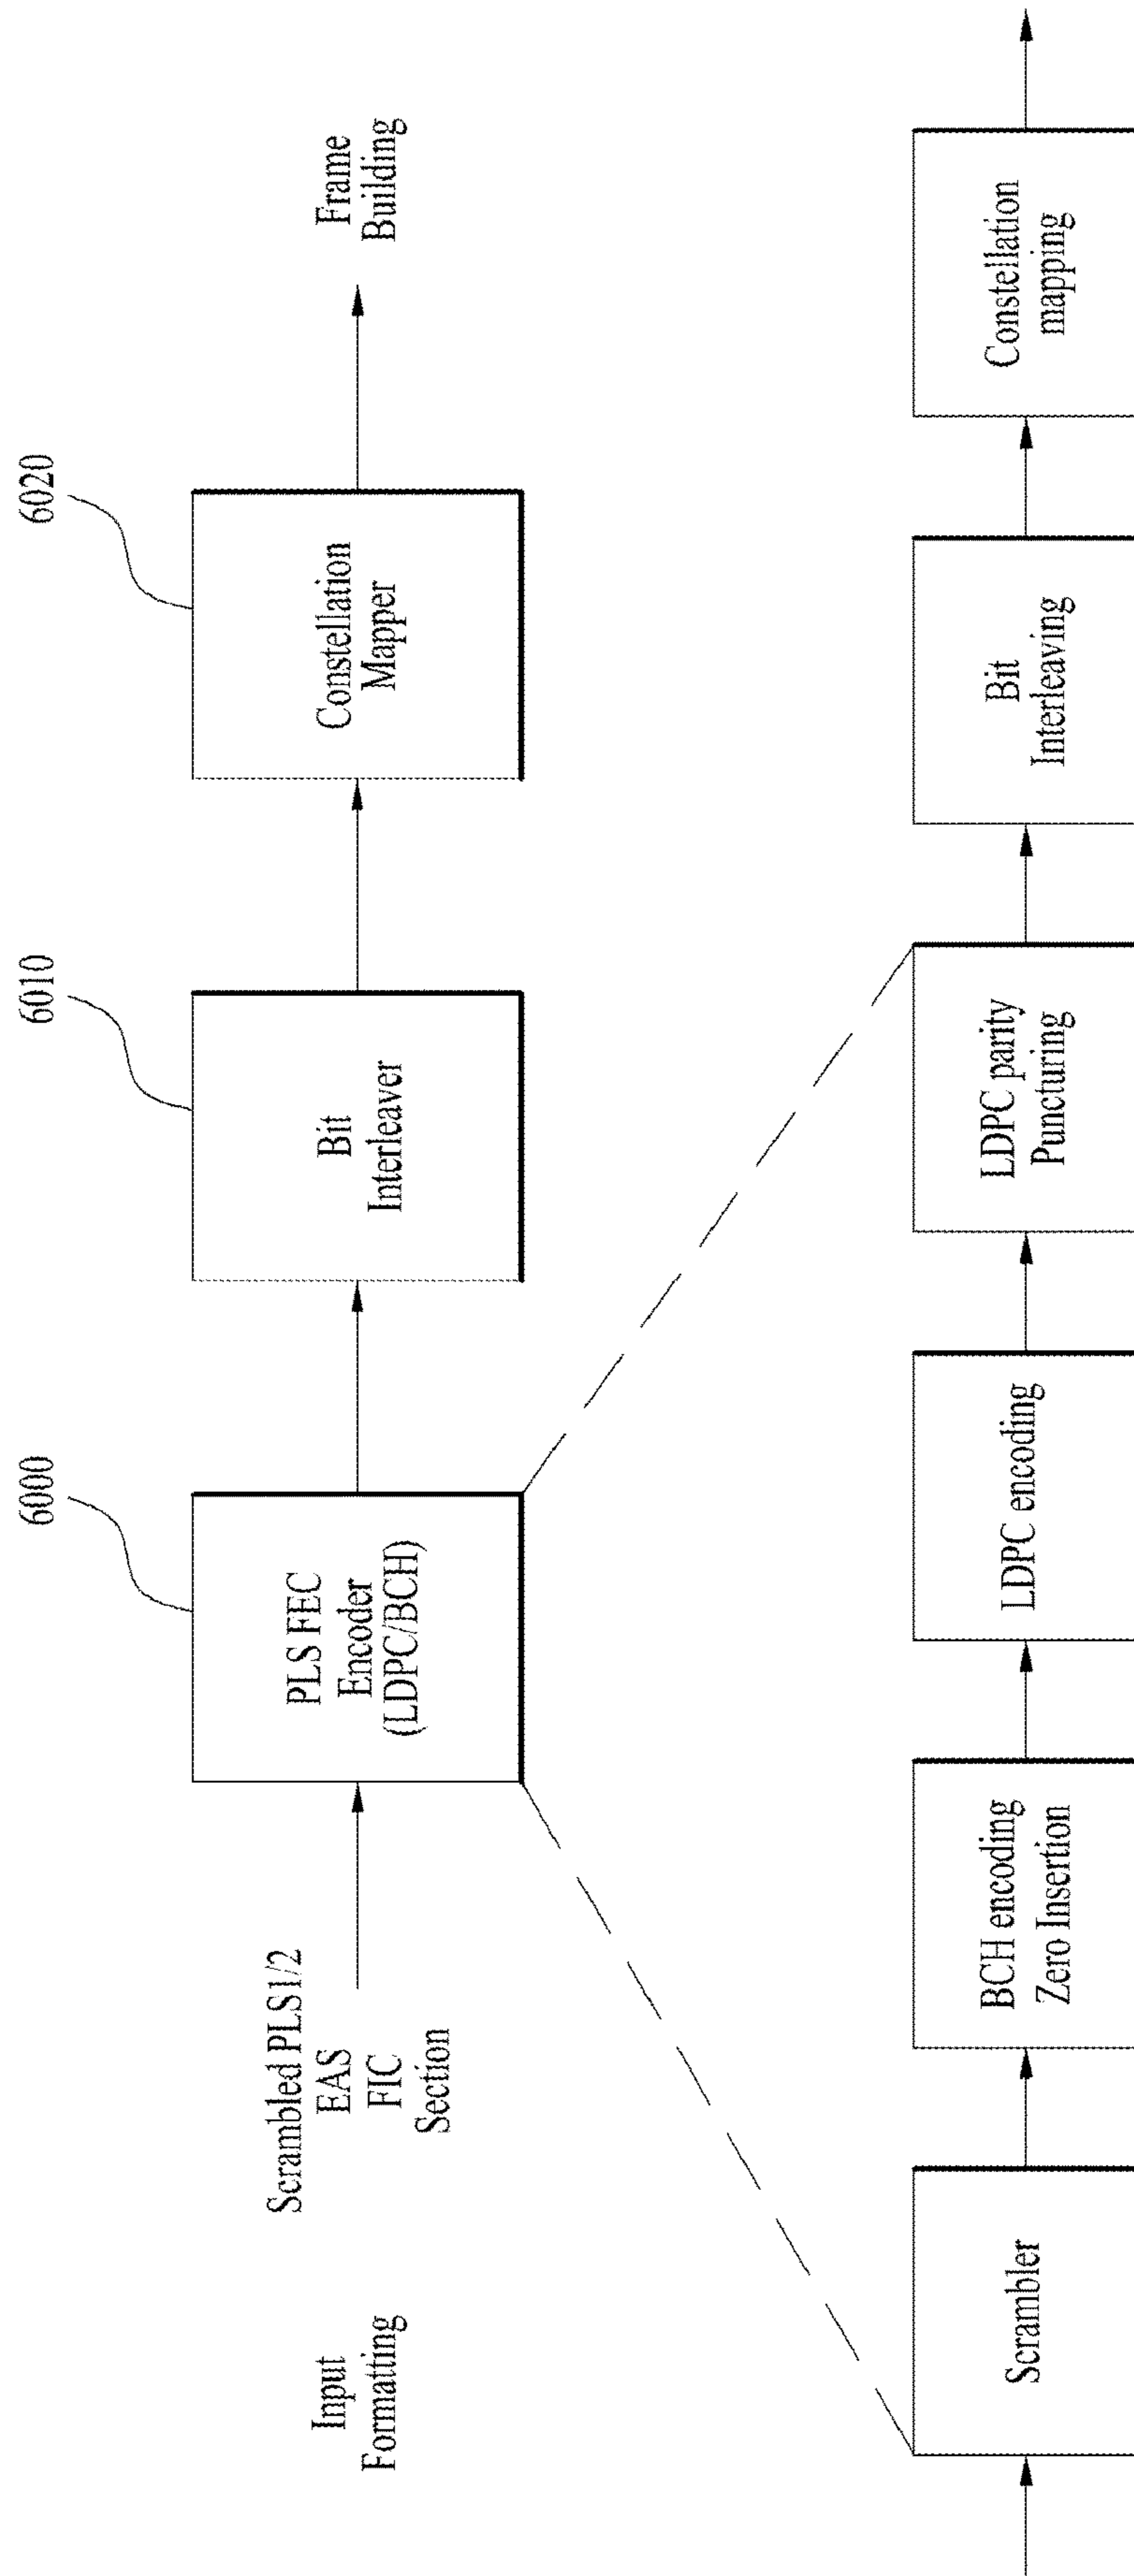 Input
Formatting
Scrambled PLS1/2
EAS
FIC
Section
6000
PLS FEC
Encoder
(LDPC/BCH)
6010
Bit
Interleaver
6020
Constellation
Mapper
Frame
Building
Scrambler
BCH encoding
Zero Insertion
LDPC encoding
LDPC parity
Puncturing
Bit
Interleaving
Constellation
mapping